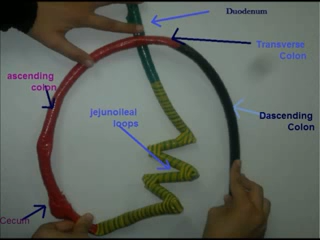 Duodenum
Transverse
Colon
ascending
colon
jejunoileal
loops
Dascending
Colon
Cecum